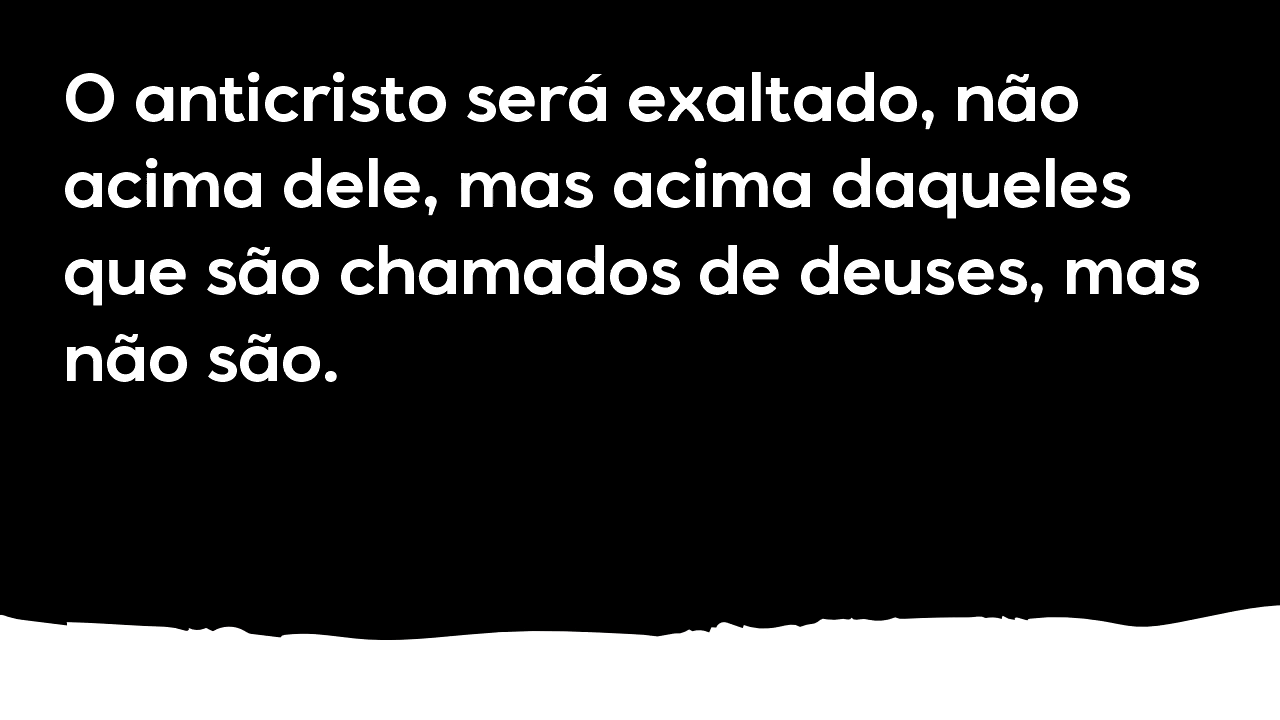 O anticristo será exaltado, não
acima dele, mas acima daqueles
que são chamados de deuses, mas
não são.